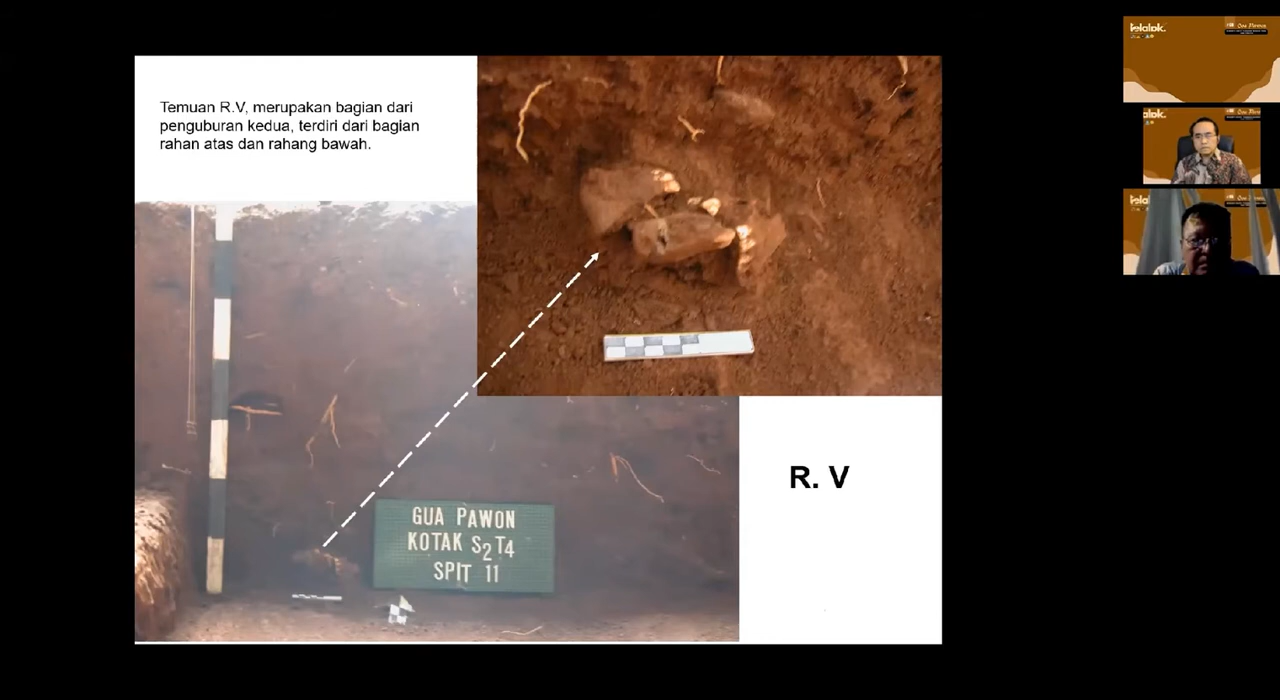 Temuan R.V, merupakan bagian dari
penguburan kedua, terdiri dari bagian
rahan atas dan rahang bawah.
GUA PAWON
KOTAK S2T4
SPIT 11
R. V